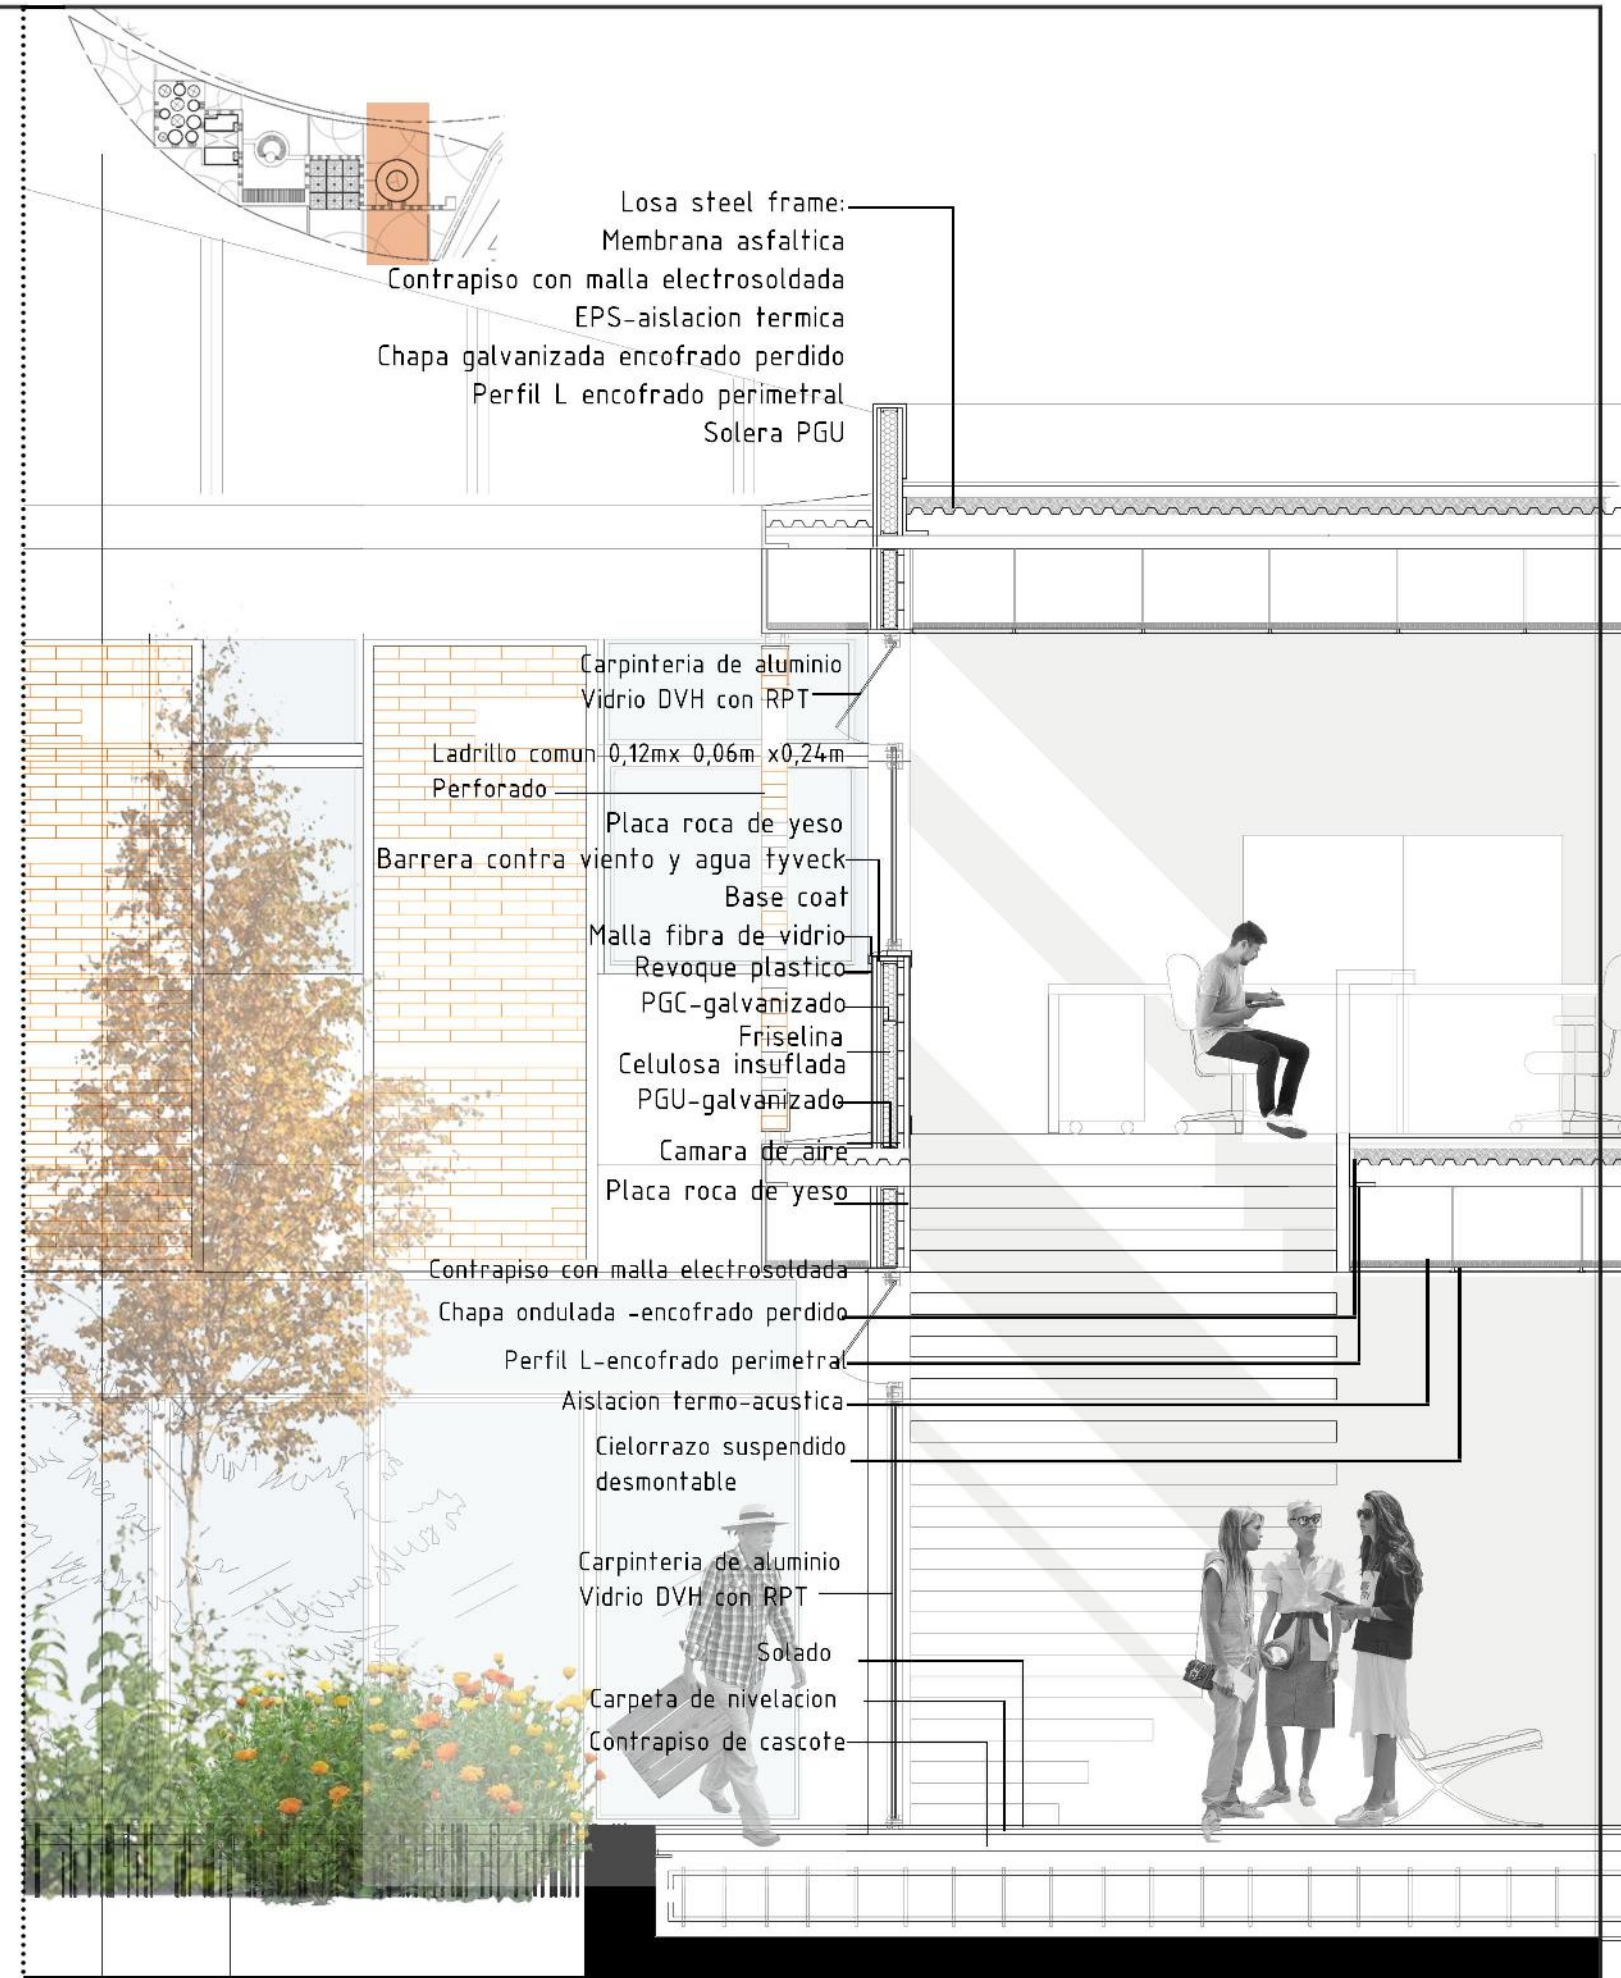 Losa steel frame:
Membrana asfaltica
Contrapiso con malla electrosoldada
EPS-aislacion termica
Chapa galvanizada encofrado perdido
Perfil L encofrado perimetral
Solera PGU
Carpinteria de aluminio
Vidrio DVH con RPT
Ladrillo comun 0,12mx 0,06m x0,24m
Perforado
Placa roca de yeso
Barrera contra viento y agua tyveck
Base coat
Malla fibra de vidrio
Revoque plastico
PGC-galvanizado
Friselina
Celulosa insuflada
PGU-galvanizado
Camara de aire
Placa roca de yeso
Contrapiso con malla electrosoldada
Chapa ondulada -encofrado perdido
Perfil L-encofrado perimetral
Aislacion termo-acustica
Cielorrazo suspendido
desmontable
Carpinteria de aluminio
Vidrio DVH con RPT
Solado
Carpeta de nivelacion
Contrapiso de cascote